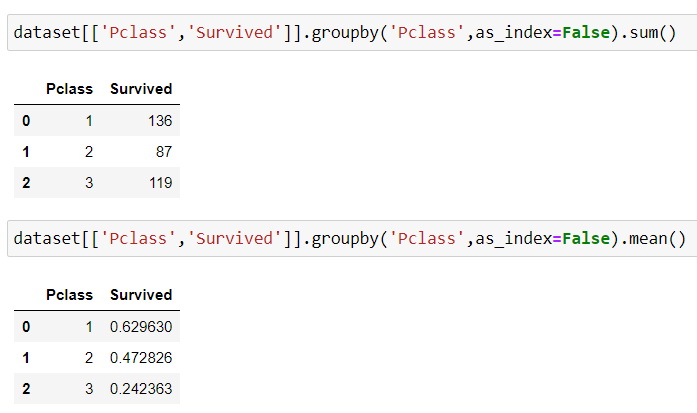 dataset[['Pclass','Survived']].groupby('Pclass',as_index=False).sum()
Pclass Survived
0 1 136
1 2 87
2 3 119
dataset[['Pclass','Survived']].groupby('Pclass',as_index=False).mean()
Pclass Survived
0 1 0.629630
1 2 0.472826
2 3 0.242363